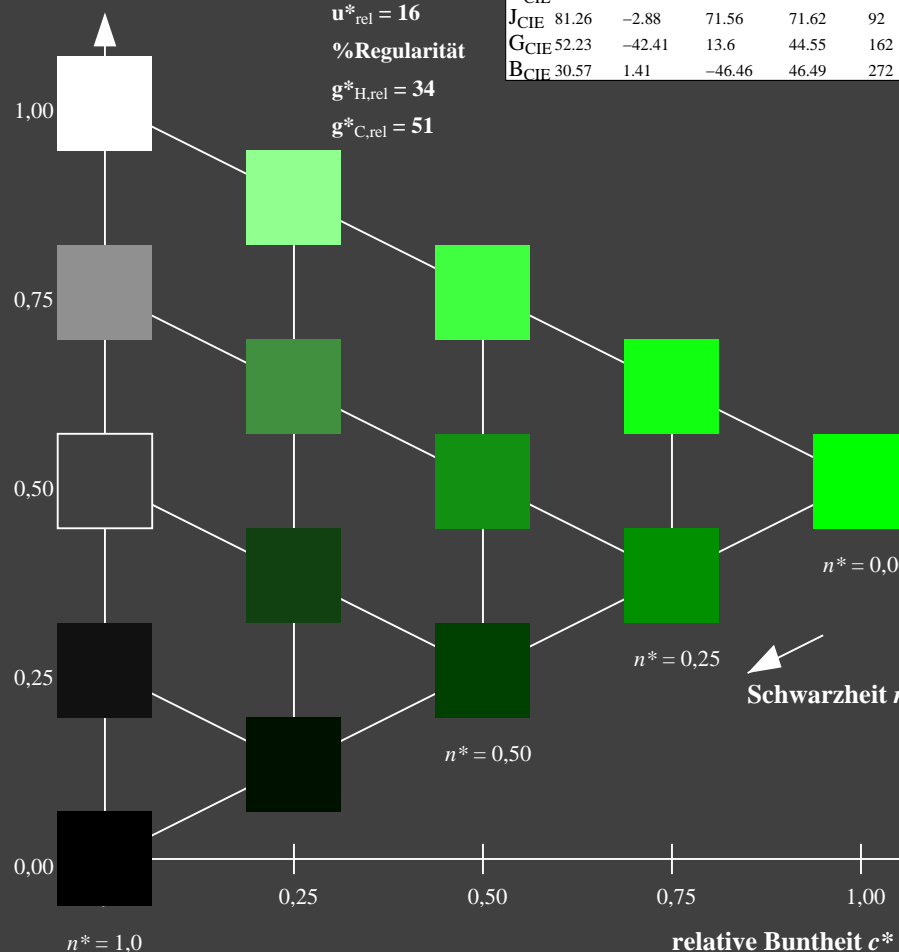 u*rel = 16
%Regularität
g*H,rel = 34
g*C,rel = 51
JCIE 81.26 −2.88 71.56 71.62 92
GCIE 52.23 −42.41 13.6 44.55 162
BCIE 30.57 1.41 −46.46 46.49 272
1,00
0,75
0,50
n* = 0,0
n* = 0,25
0,25
Schwarzheit n
n* = 0,50
0,00
0,25 0,50 0,75 1,00
n* = 1,0
relative Buntheit c*